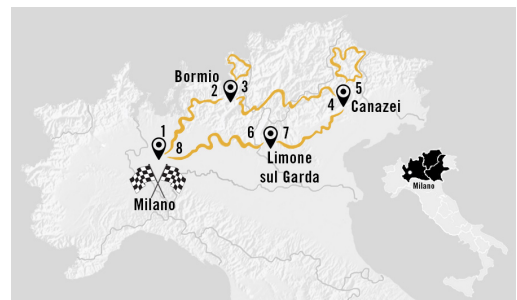 Bormio
2 3
5
4
Canazei
1
6 7
8
Limone
sul Garda
Milano
Milano